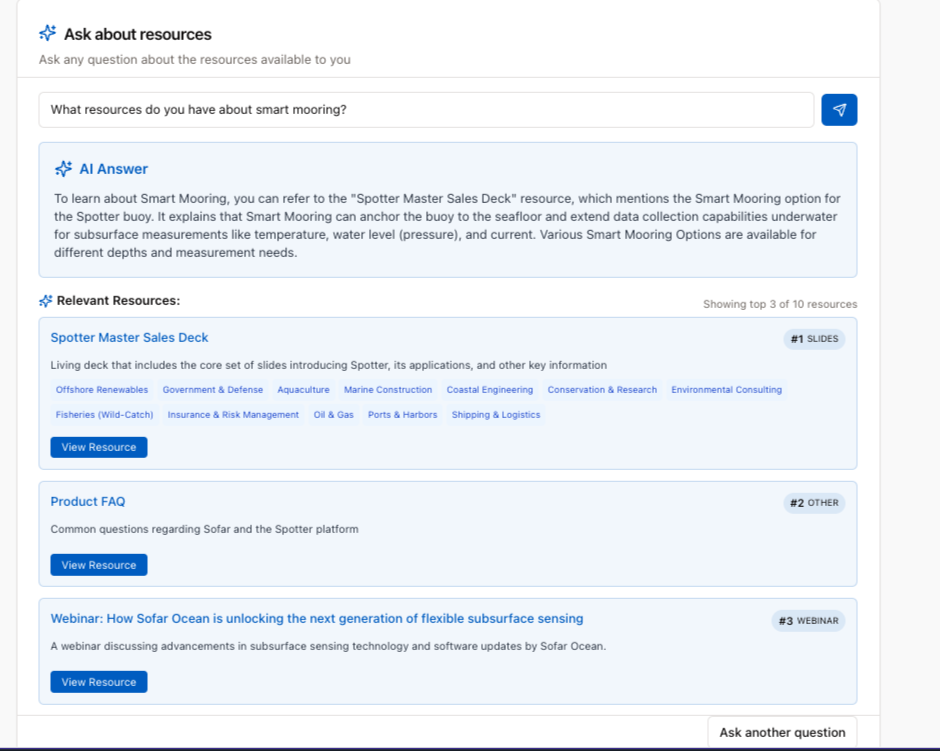 Ask about resources
Ask any question about the resources available to you
What resources do you have about smart mooring?
AI Answer
To learn about Smart Mooring, you can refer to the "Spotter Master Sales Deck" resource, which mentions the Smart Mooring option for
the Spotter buoy. It explains that Smart Mooring can anchor the buoy to the seafloor and extend data collection capabilities underwater
for subsurface measurements like temperature, water level (pressure), and current. Various Smart Mooring Options are available for
different depths and measurement needs.
Relevant Resources:
Showing top 3 of 10 resources
Spotter Master Sales Deck
#1 SLIDES
Living deck that includes the core set of slides introducing Spotter, its applications, and other key information
Offshore Renewables Government & Defense Aquaculture Marine Construction Coastal Engineering Conservation & Research Environmental Consulting
Fisheries (Wild-Catch) Insurance & Risk Management Oil & Gas Ports & Harbors Shipping & Logistics
View Resource
Product FAQ
#2 OTHER
Common questions regarding Sofar and the Spotter platform
View Resource
Webinar: How Sofar Ocean is unlocking the next generation of flexible subsurface sensing
#3 WEBINAR
A webinar discussing advancements in subsurface sensing technology and software updates by Sofar Ocean.
View Resource
Ask another question